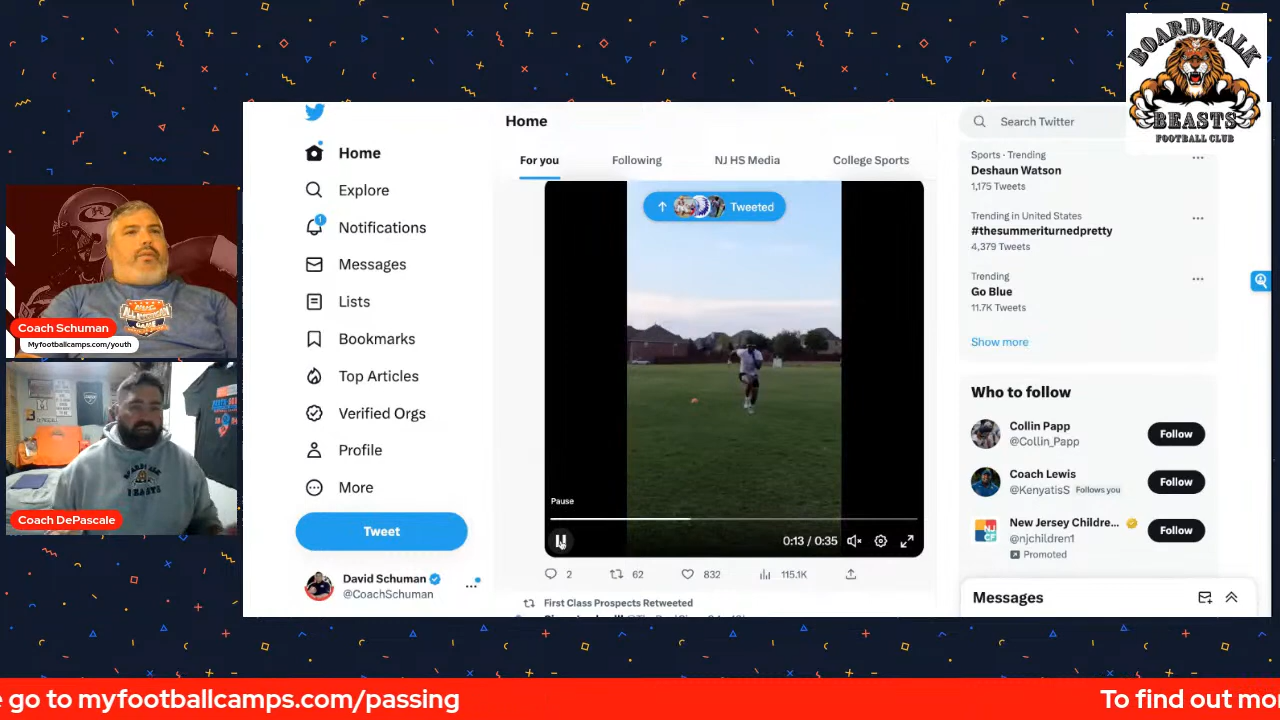 BOARDWALK
BEASTS
FOOTBALL CLUB
Home
Search Twitter
Home
For you
Following
NJ HS Media
College Sports
Explore
Notifications
1
Messages
Lists
Bookmarks
Top Articles
Verified Orgs
Profile
More
Tweet
David Schuman
@CoachSchuman
Tweeted
Pause
0:13 / 0:35
2
62
832
115.1K
First Class Prospects Retweeted
Sports · Trending
Deshaun Watson
1,175 Tweets
Trending in United States
#thesummeriturnedpretty
4,379 Tweets
Trending
Go Blue
11.7K Tweets
Show more
Who to follow
Collin Papp
@Collin_Papp
Follow
Coach Lewis
@KenyatisS Follows you
Follow
New Jersey Childre...
@njchildren1
Promoted
Follow
Messages
Coach Schuman
Myfootballcamps.com/youth
BOARDWALK
BEASTS
Coach DePascale
e go to myfootballcamps.com/passing
To find out mor